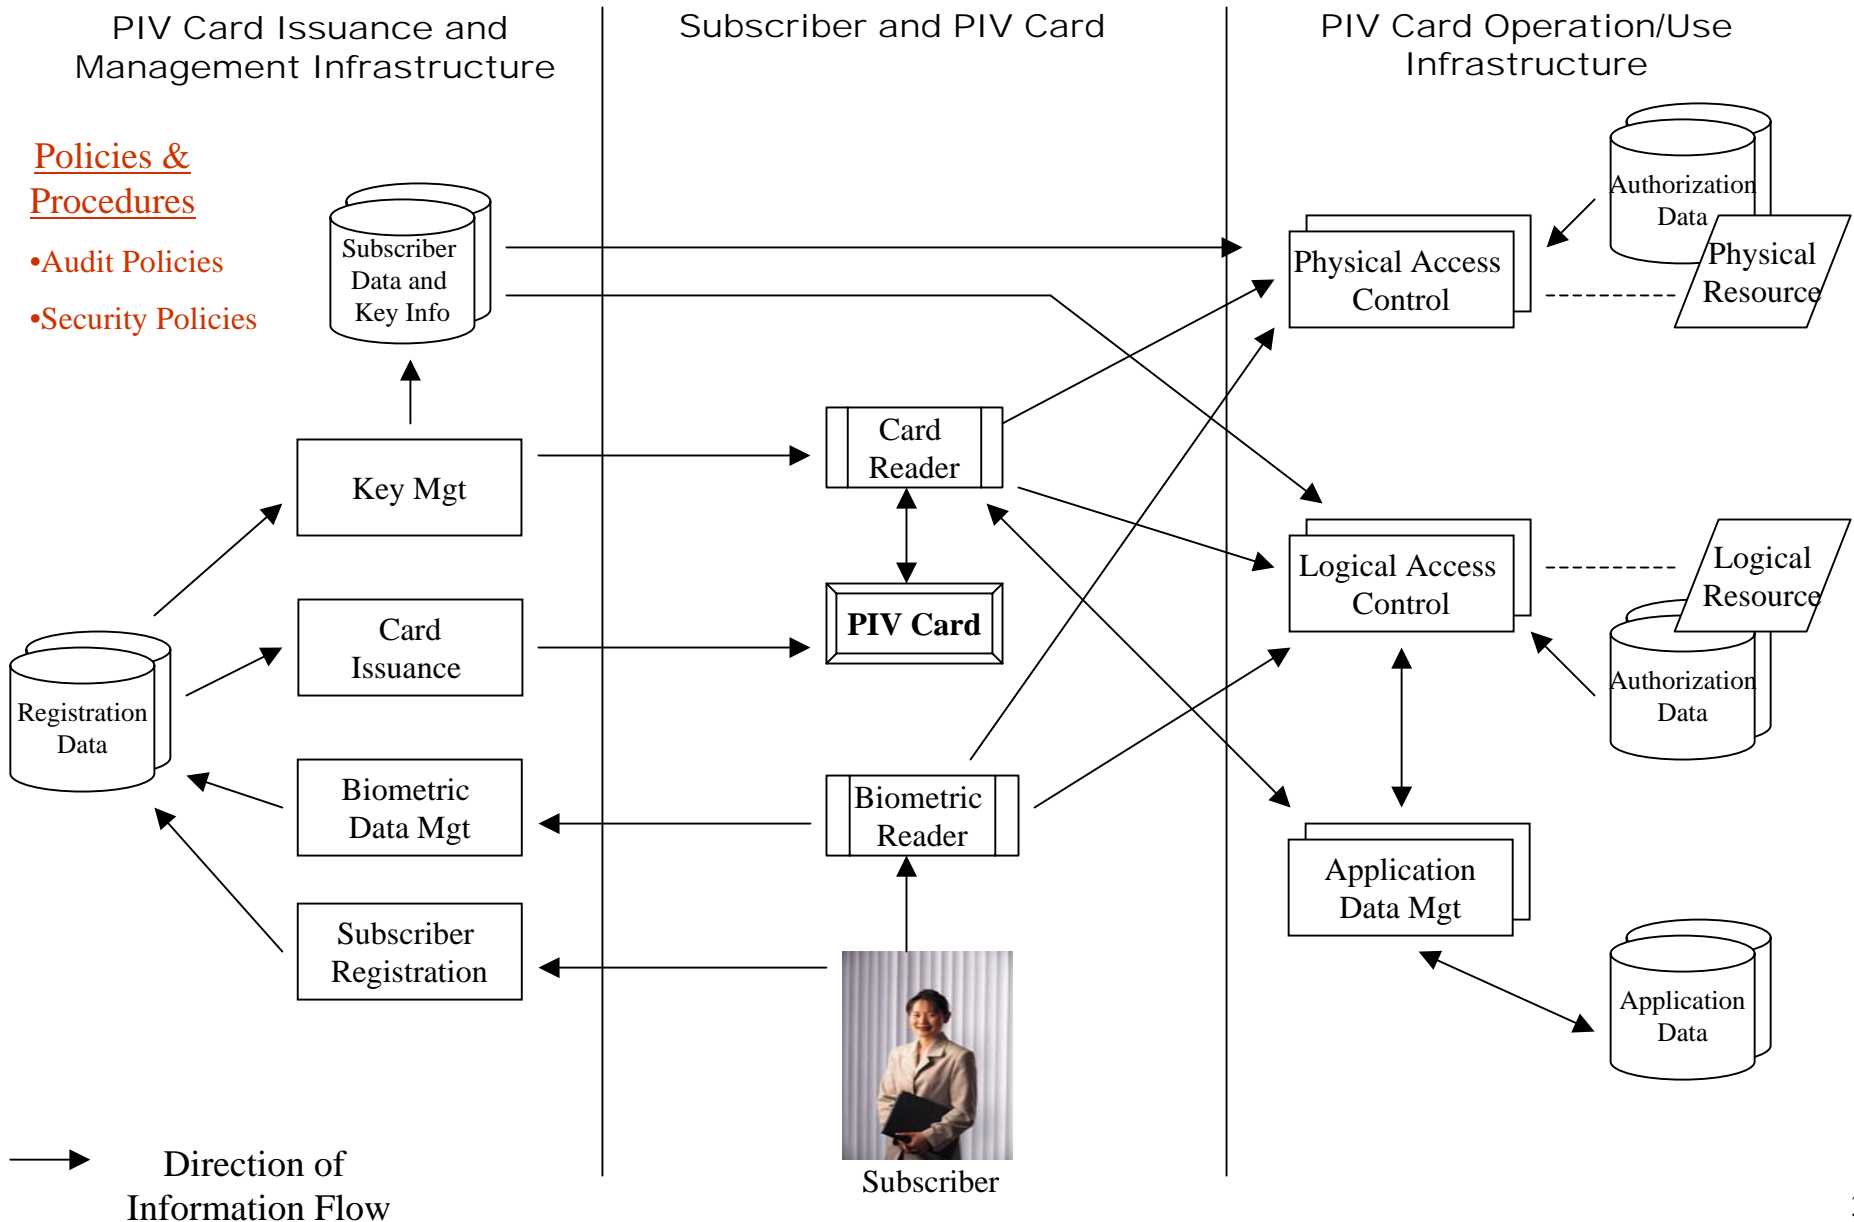 PIV Card Issuance and
Management Infrastructure
Subscriber and PIV Card
PIV Card Operation/Use
Infrastructure
Policies &
Procedures
•Audit Policies
•Security Policies
Subscriber
Data and
Key Info
Key Mgt
Card
Issuance
Registration
Data
Biometric
Data Mgt
Subscriber
Registration
Card
Reader
PIV Card
Biometric
Reader
Subscriber
Authorization
Data
Physical
Resource
Physical Access
Control
Logical Access
Control
Logical
Resource
Authorization
Data
Application
Data Mgt
Application
Data
Direction of
Information Flow